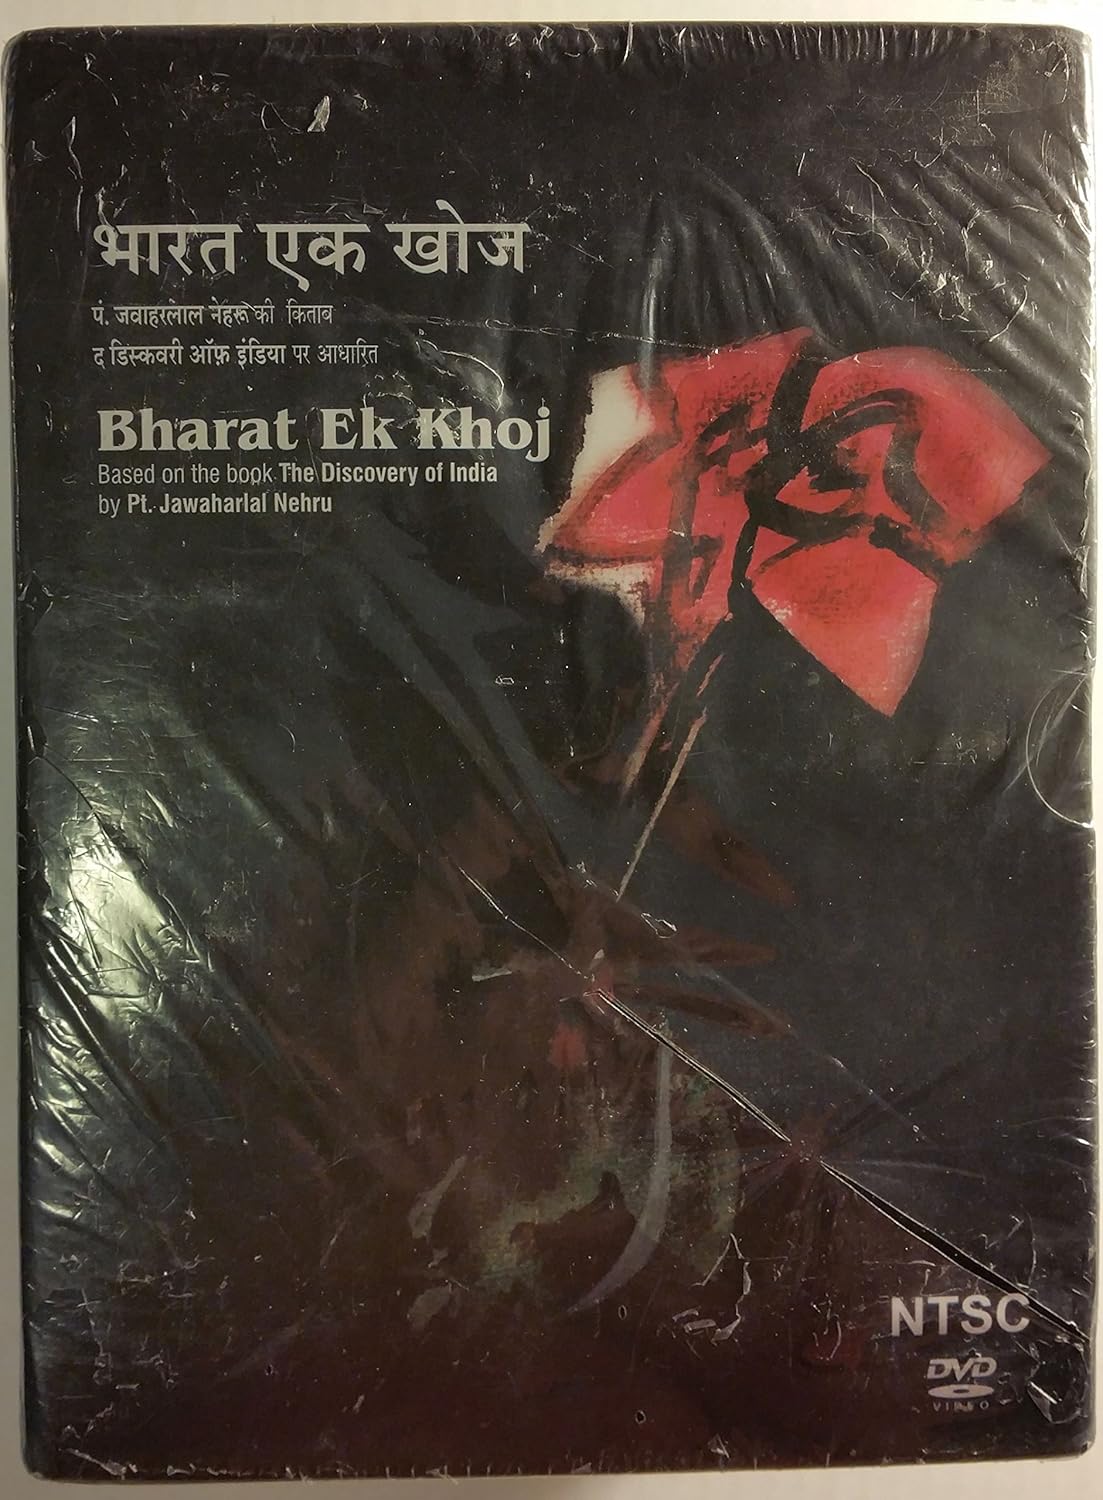 भारत एक खोज
पं. जवाहरलाल नेहरू की किताब
द डिस्कवरी ऑफ़ इंडिया पर आधारित
Bharat Ek Khoj
Based on the book The Discovery of India
by Pt. Jawaharlal Nehru
NTSC
DVD
VIDEO